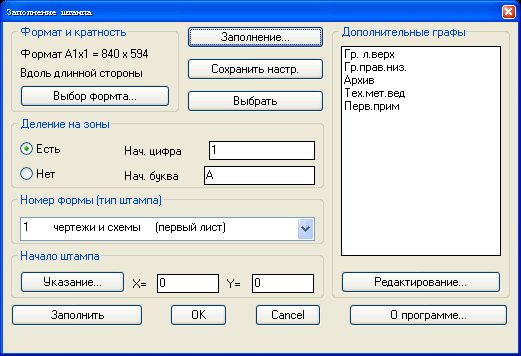 Заполнение штампа
Формат и кратность
Формат A1x1 = 840 x 594
Вдоль длинной стороны
Выбор формта...
Заполнение...
Сохранить настр.
Выбрать
Деление на зоны
Есть
Нач. цифра
1
Нет
Нач. буква
A
Номер формы (тип штампа)
1 чертежи и схемы (первый лист)
Начало штампа
Указание...
X=
0
Y=
0
Дополнительные графы
Гр. л.верх
Гр.прав.низ.
Архив
Тех.мет.вед
Перв.прим
Редактирование...
Заполнить
OK
Cancel
О программе...